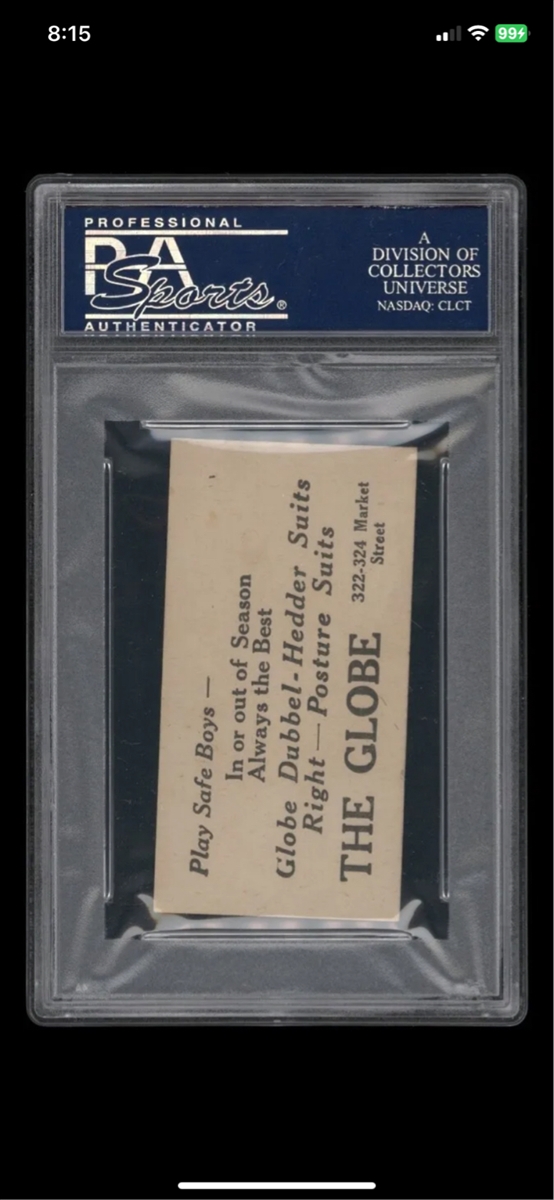 8:15
99
PROFESSIONAL
PSA
Sports®
AUTHENTICATOR
A
DIVISION OF
COLLECTORS
UNIVERSE
NASDAQ: CLCT
Play Safe Boys —
In or out of Season
Always the Best
Globe Dubbel-Hedder Suits
Right — Posture Suits
THE GLOBE 322-324 Market
Street